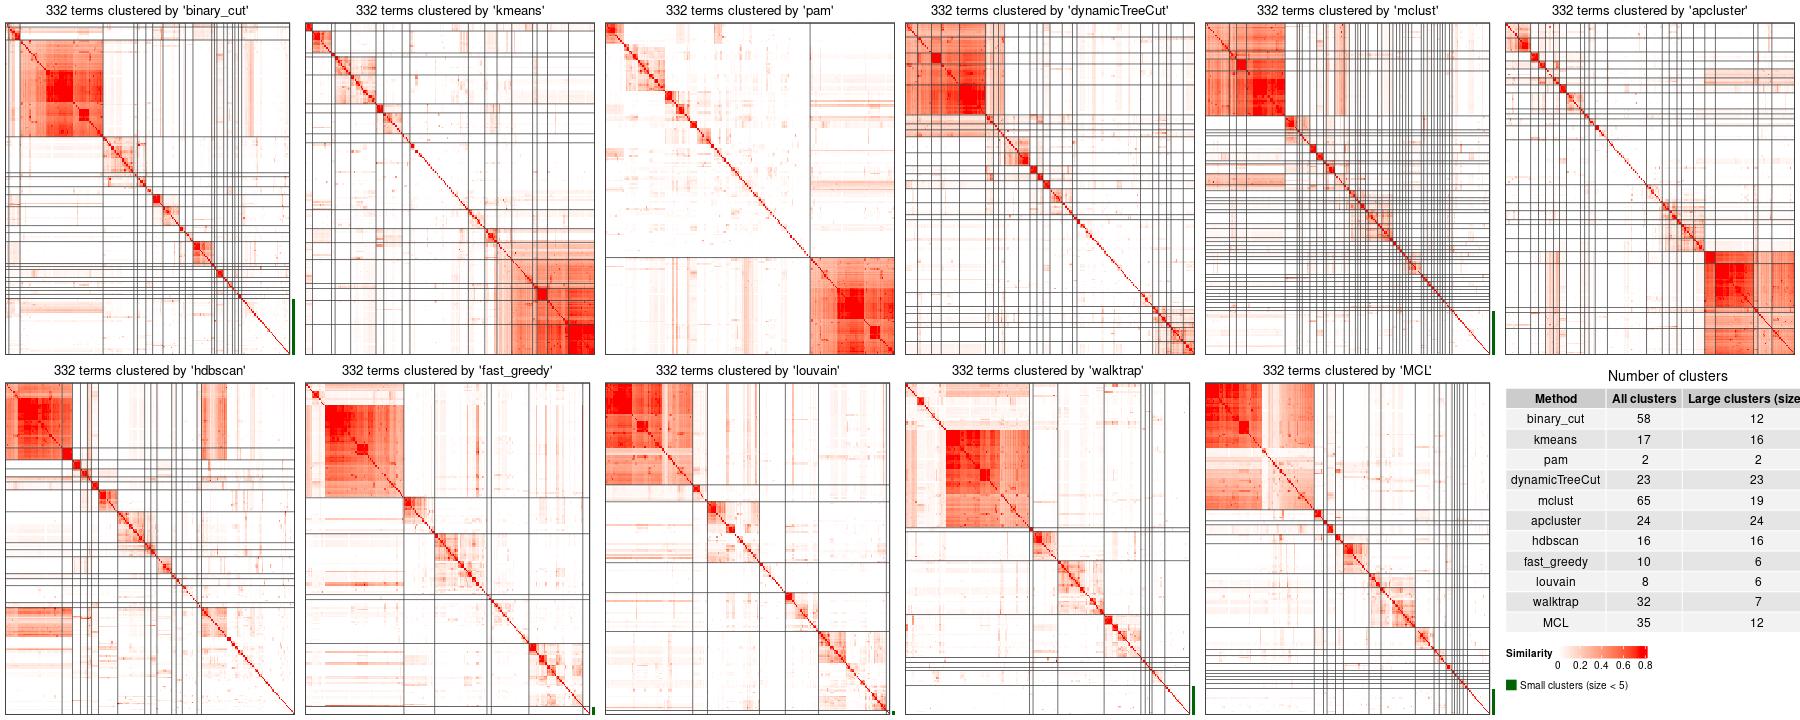 332 terms clustered by 'binary_cut'
332 terms clustered by 'kmeans'
332 terms clustered by 'pam'
332 terms clustered by 'dynamicTreeCut'
332 terms clustered by 'mclust'
332 terms clustered by 'apcluster'
332 terms clustered by 'hdbscan'
332 terms clustered by 'fast_greedy'
332 terms clustered by 'louvain'
332 terms clustered by 'walktrap'
332 terms clustered by 'MCL'
Number of clusters
Method All clusters Large clusters (size
binary_cut 58 12
kmeans 17 16
pam 2 2
dynamicTreeCut 23 23
mclust 65 19
apcluster 24 24
hdbscan 16 16
fast_greedy 10 6
louvain 8 6
walktrap 32 7
MCL 35 12
Similarity
0 0.2 0.4 0.6 0.8
Small clusters (size < 5)